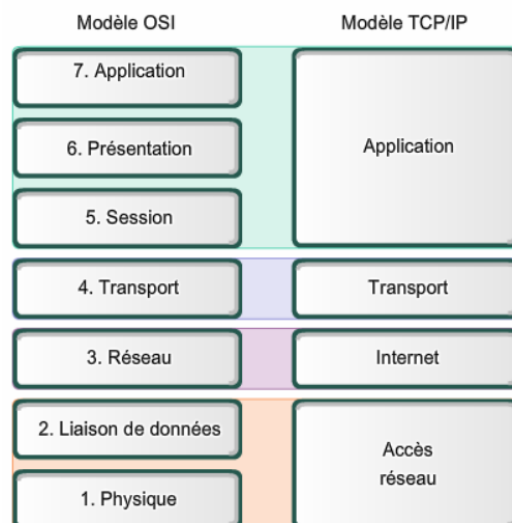 Modèle OSI
Modèle TCP/IP
7. Application
6. Présentation
5. Session
4. Transport
3. Réseau
2. Liaison de données
1. Physique
Application
Transport
Internet
Accès
réseau